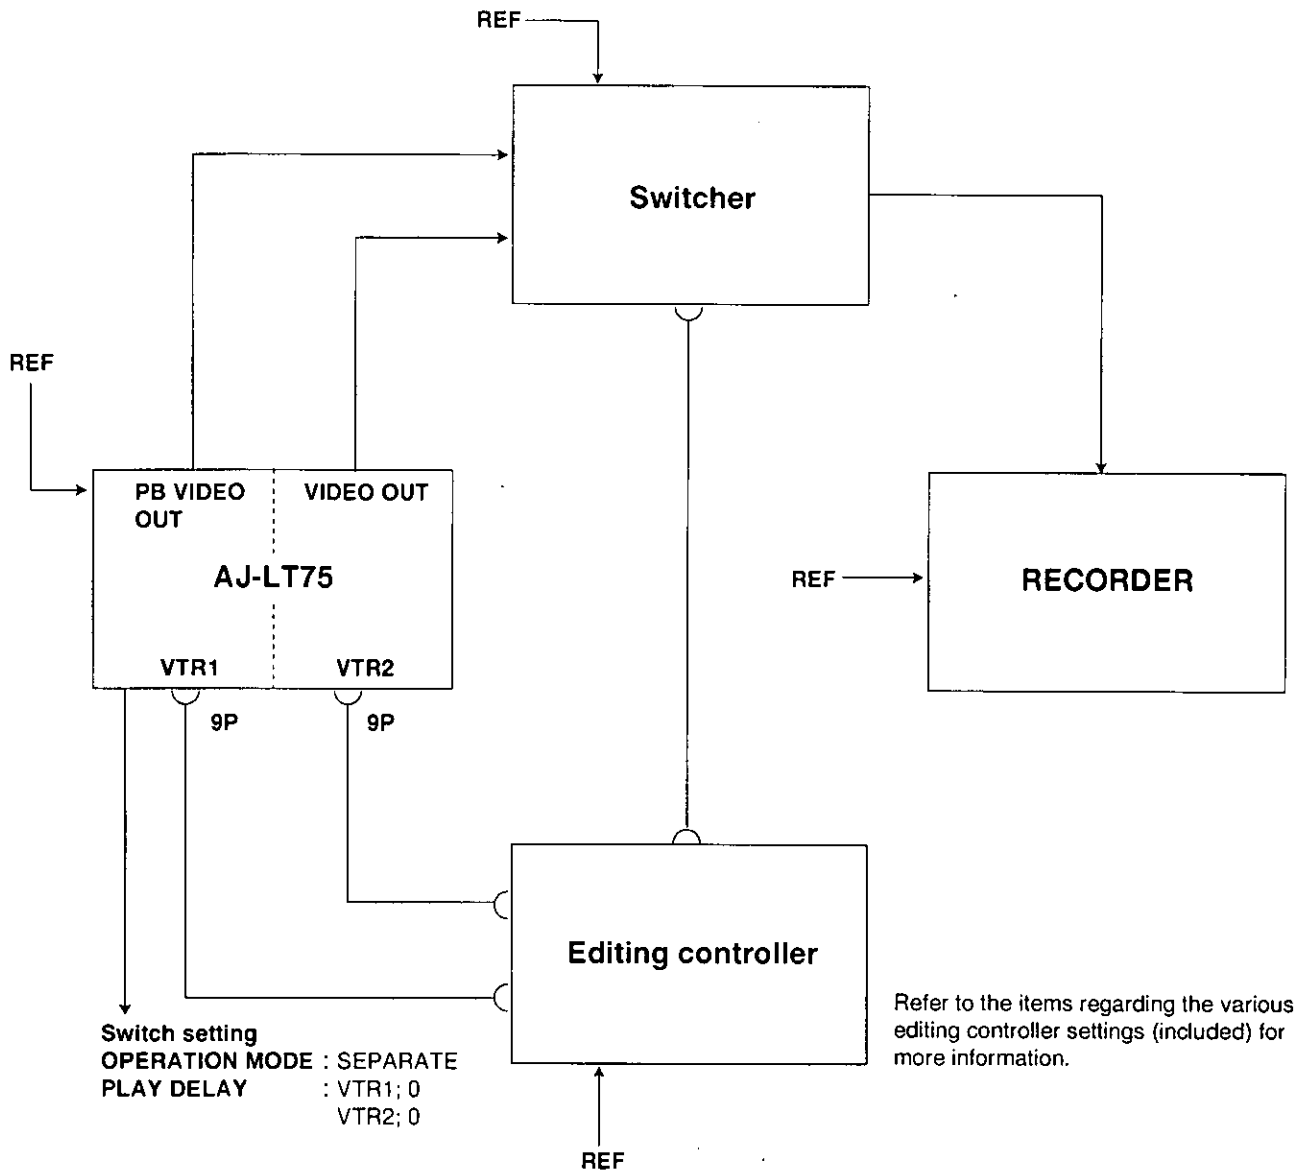 REF
Switcher
REF
PB VIDEO
OUT
VIDEO OUT
AJ-LT75
VTR1
VTR2
9P
9P
REF
RECORDER
Editing controller
Switch setting
OPERATION MODE : SEPARATE
PLAY DELAY : VTR1; 0
VTR2; 0
Refer to the items regarding the various
editing controller settings (included) for
more information.
REF